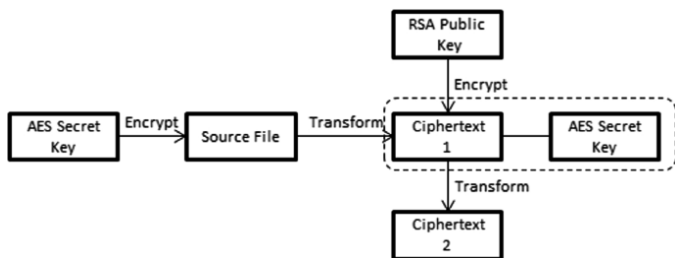 RSA Public
Key
Encrypt
AES Secret
Key
Encrypt
Source File
Transform
Ciphertext
1
AES Secret
Key
Transform
Ciphertext
2